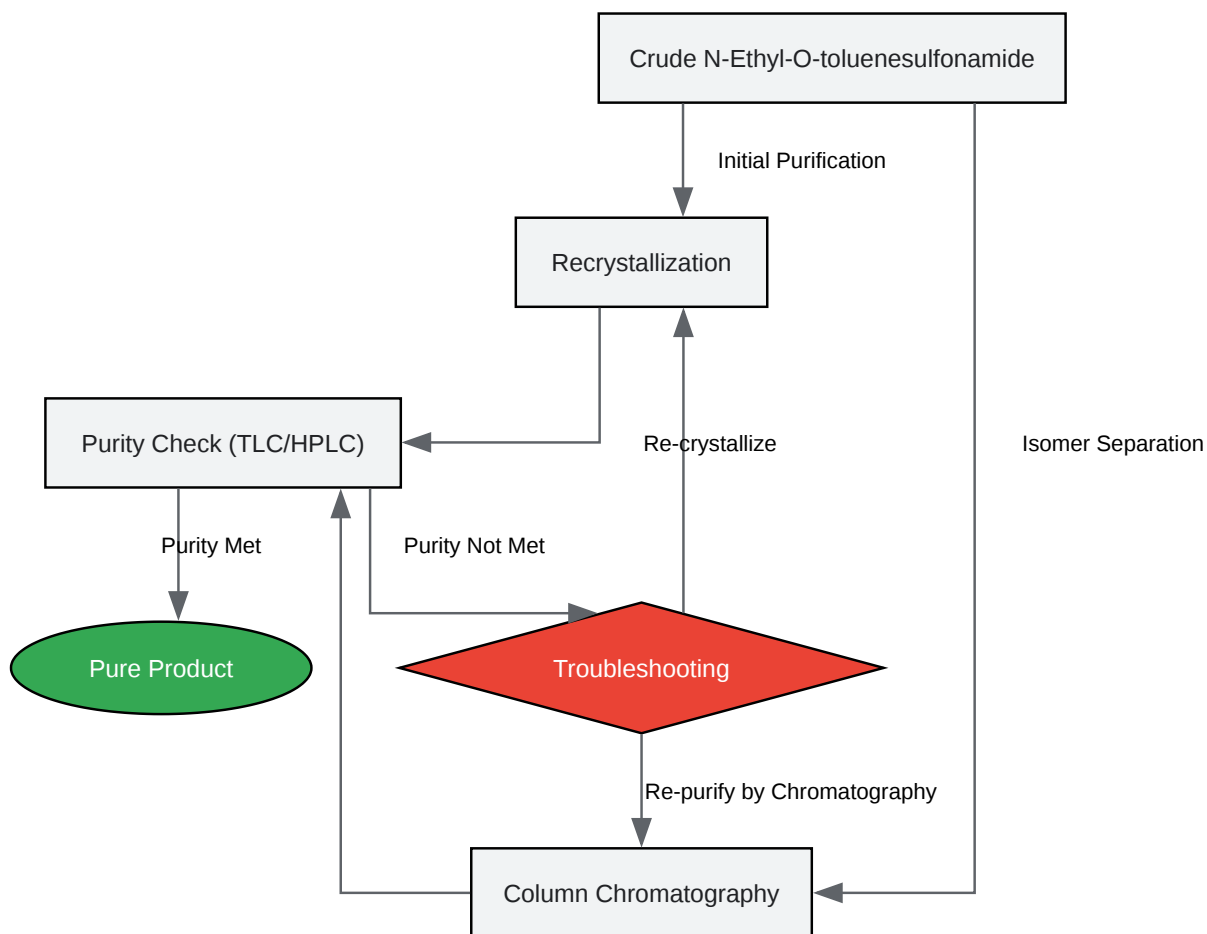 Crude N-Ethyl-O-toluenesulfonamide
Initial Purification
Recrystallization
Purity Check (TLC/HPLC)
Re-crystallize
Isomer Separation
Purity Met
Purity Not Met
Pure Product
Troubleshooting
Re-purify by Chromatography
Column Chromatography